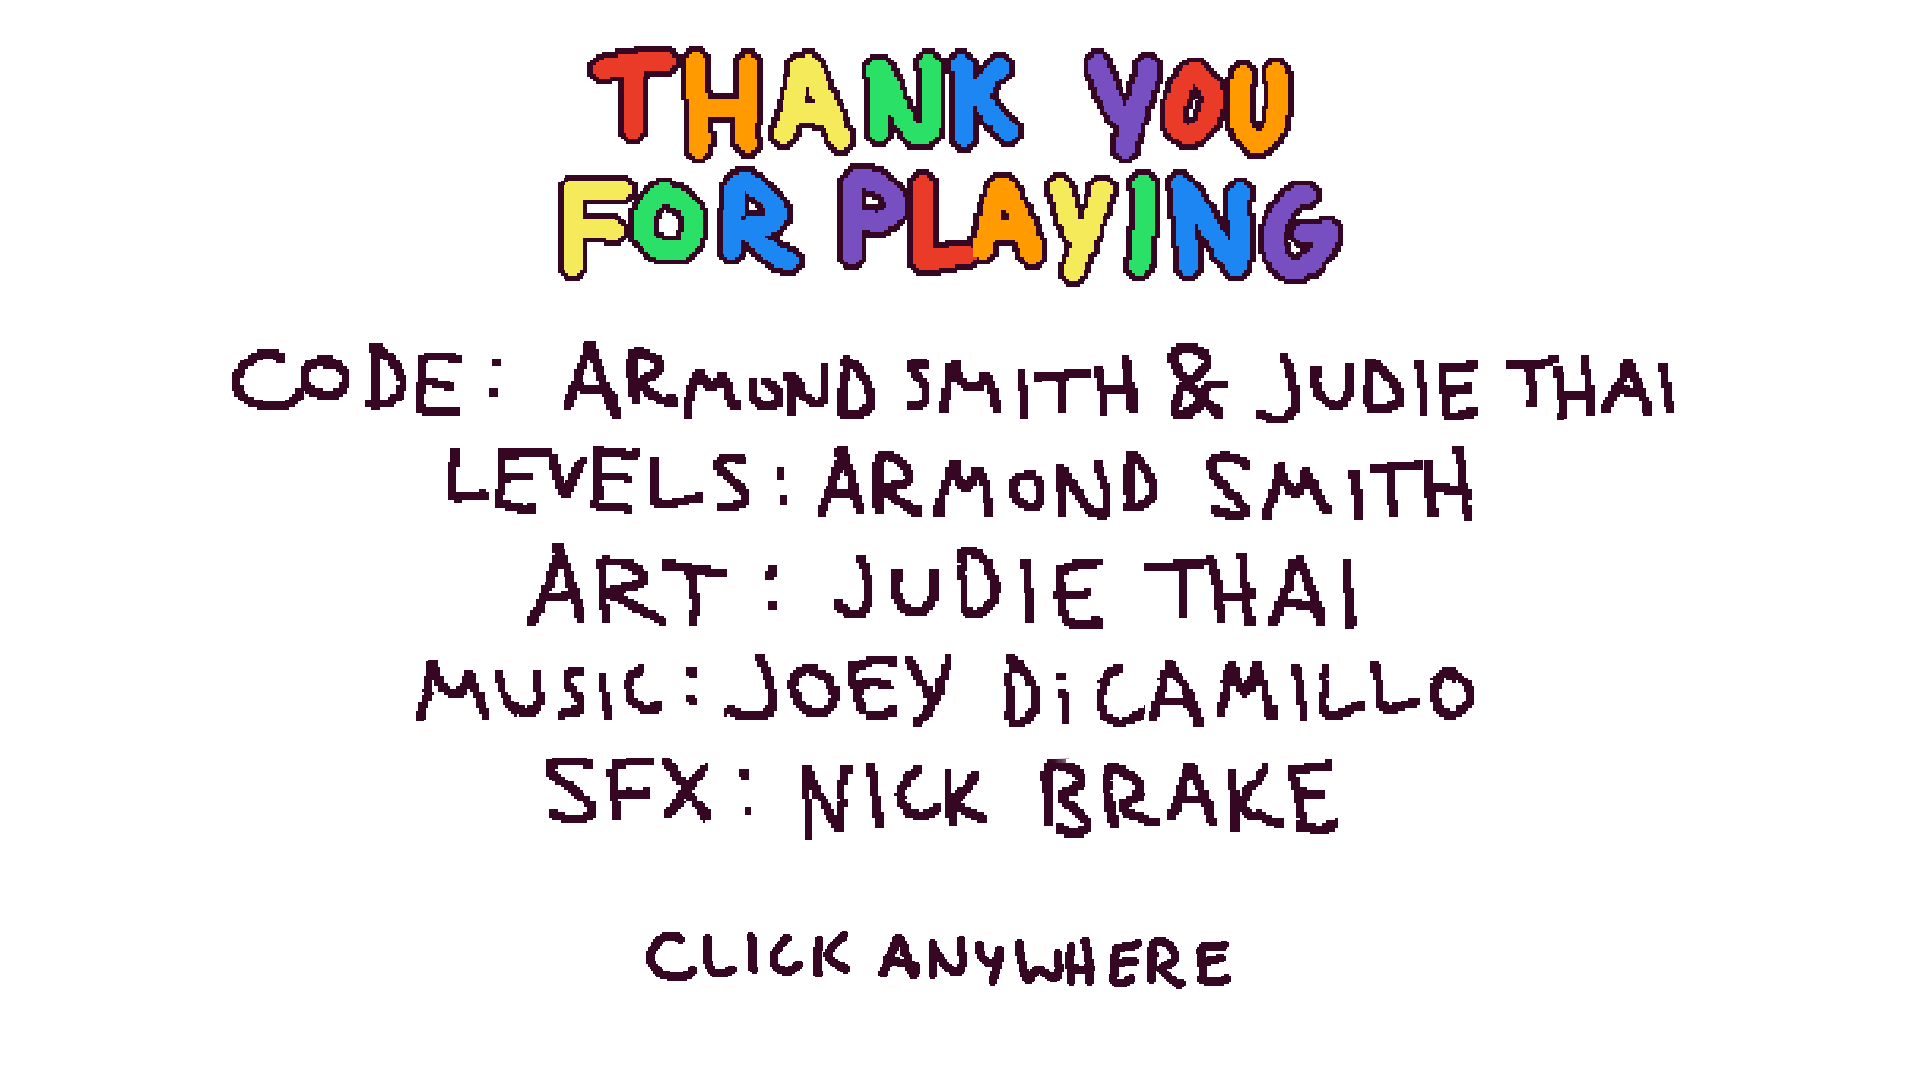 THANK YOU
FOR PLAYING
CODE: ARMOND SMITH & JUDIE THAI
LEVELS: ARMOND SMITH
ART: JUDIE THAI
MUSIC: JOEY DiCAMILLO
SFX: NICK BRAKE
CLICK ANYWHERE